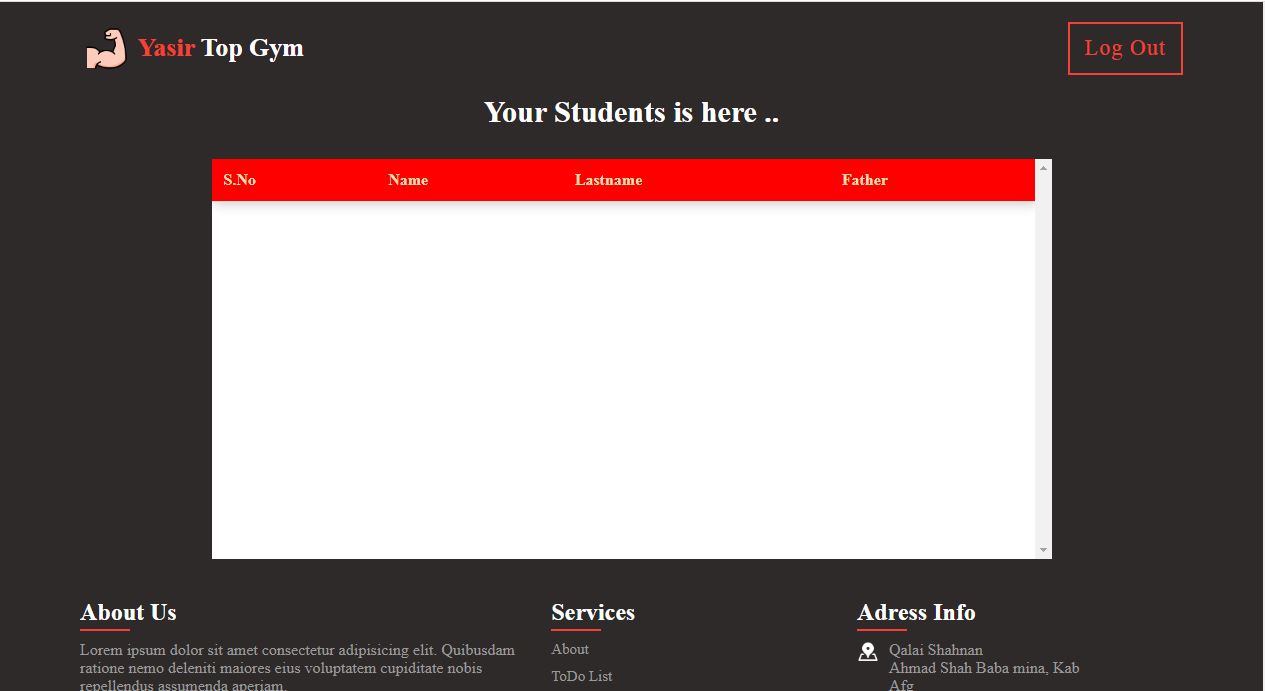 Yasir Top Gym
Log Out
Your Students is here ..
S.No Name Lastname Father
About Us
Lorem ipsum dolor sit amet consectetur adipisicing elit. Quibusdam
ratione nemo deleniti maiores eius voluptatem cupiditate nobis
repellendus assumenda aperiam.
Services
About
ToDo List
Adress Info
Qalai Shahnan
Ahmad Shah Baba mina, Kab
Afg